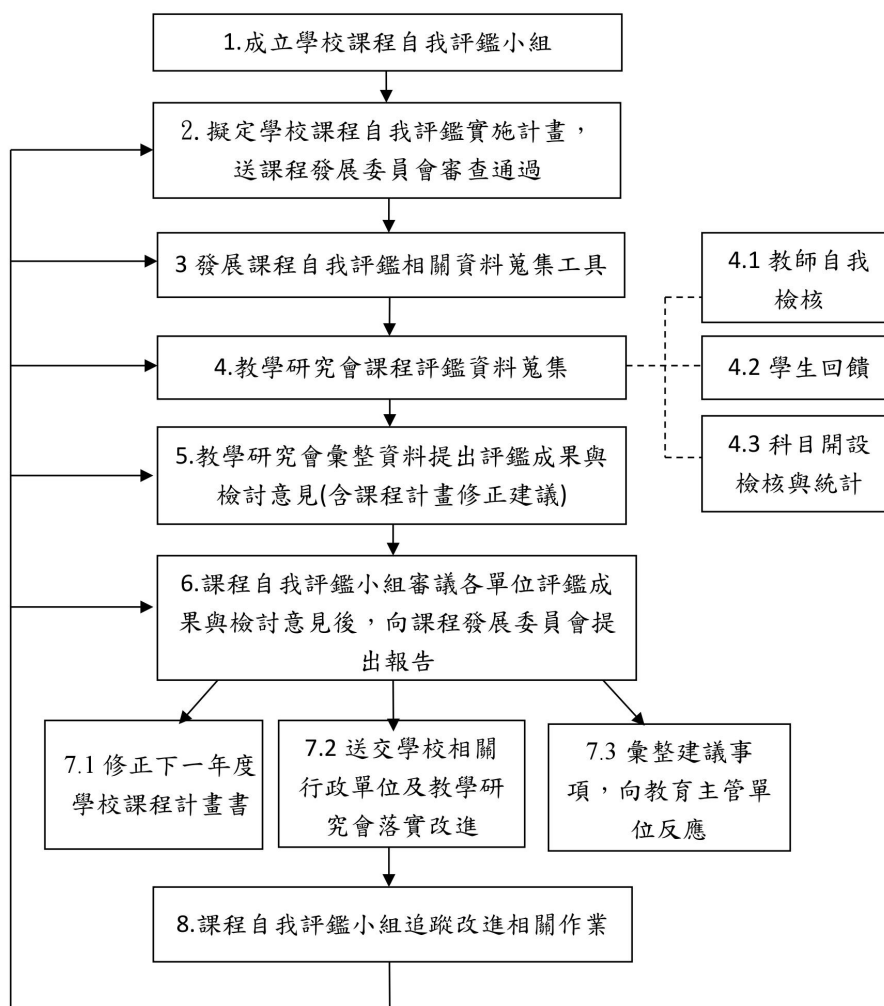 1.成立學校課程自我評鑑小組
2. 擬定學校課程自我評鑑實施計畫，
送課程發展委員會審查通過
3 發展課程自我評鑑相關資料蒐集工具
4.1 教師自我
檢核
4.教學研究會課程評鑑資料蒐集
4.2 學生回饋
5.教學研究會彙整資料提出評鑑成果與
檢討意見(含課程計畫修正建議)
4.3 科目開設
檢核與統計
6.課程自我評鑑小組審議各單位評鑑成
果與檢討意見後，向課程發展委員會提
出報告
7.1 修正下一年度
學校課程計畫書
7.2 送交學校相關
行政單位及教學研
究會落實改進
7.3 彙整建議事
項，向教育主管單
位反應
8.課程自我評鑑小組追蹤改進相關作業